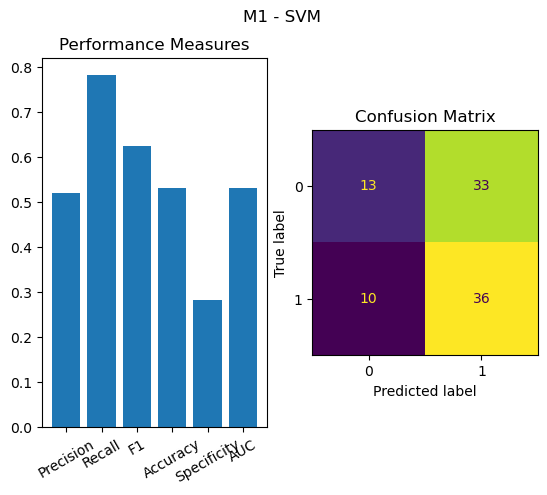 M1 - SVM
Performance Measures
0.8
0.7
0.6
0.5
0.4
0.3
0.2
0.1
0.0
Precision
Recall
F1
Accuracy
Specificity
AUC
Confusion Matrix
True label
0
1
13 33
10 36
0 1
Predicted label